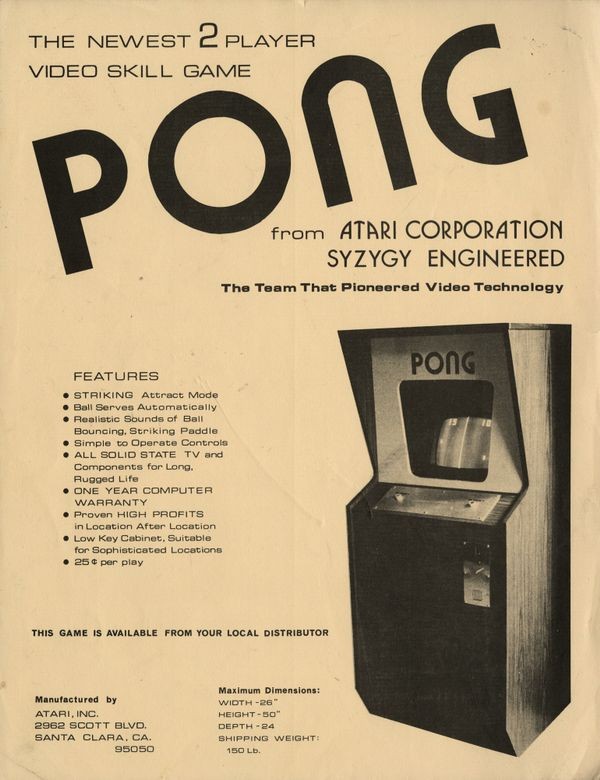 THE NEWEST 2 PLAYER
VIDEO SKILL GAME
PONG
from ATARI CORPORATION
SYZYGY ENGINEERED
The Team That Pioneered Video Technology
PONG
FEATURES
● STRIKING Attract Mode
● Ball Serves Automatically
● Realistic Sounds of Ball
Bouncing, Striking Paddle
● Simple to Operate Controls
● ALL SOLID STATE TV and
Components for Long,
Rugged Life
● ONE YEAR COMPUTER
WARRANTY
● Proven HIGH PROFITS
in Location After Location
● Low Key Cabinet, Suitable
for Sophisticated Locations
● 25¢ per play
THIS GAME IS AVAILABLE FROM YOUR LOCAL DISTRIBUTOR
Manufactured by
ATARI, INC.
2962 SCOTT BLVD.
SANTA CLARA, CA.
95050
Maximum Dimensions:
WIDTH -26"
HEIGHT-50"
DEPTH -24
SHIPPING WEIGHT:
150 Lb.